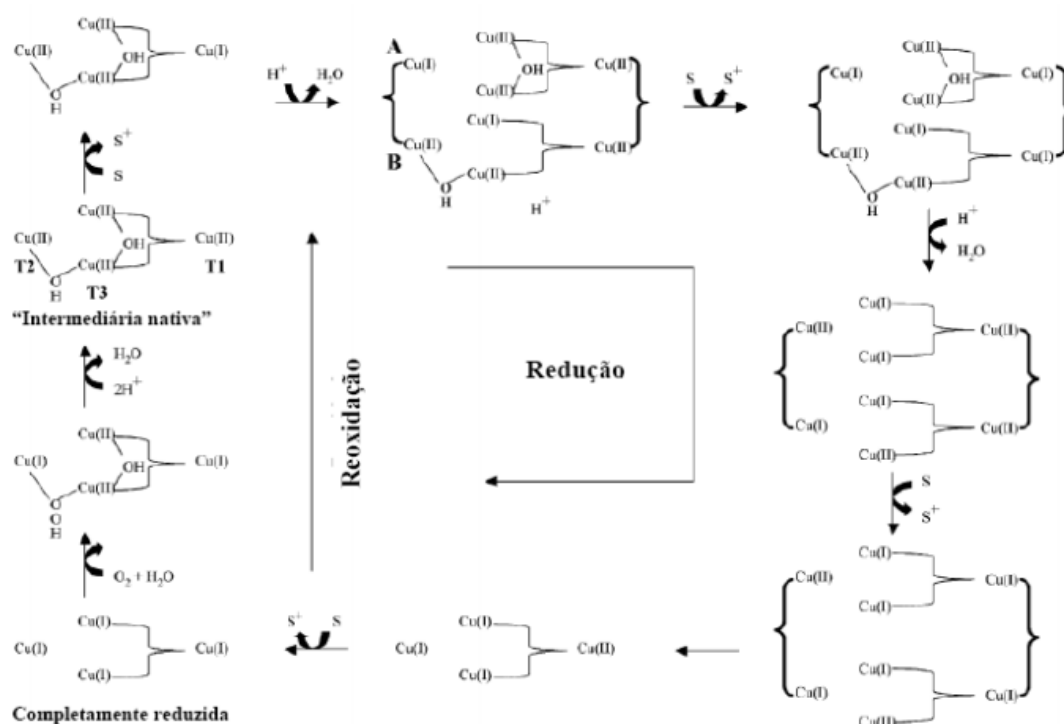 Cu(II)
Cu(II) OH Cu(I)
Cu(II)
O
H
S⁺
S
Cu(II)
Cu(II) OH Cu(II)
T2 Cu(II) T1
O
H T3
“Intermediária nativa”
H₂O
2H⁺
Cu(II)
Cu(I) OH Cu(I)
Cu(II)
O
O
H
O₂ + H₂O
Cu(I)
Cu(I) Cu(I)
Cu(I)
Completamente reduzida
H⁺ H₂O
A Cu(II)
Cu(I) OH Cu(II)
Cu(II)
Cu(I)
Cu(II) Cu(II)
B Cu(II)
O
H H⁺
S S⁺
Cu(II)
Cu(I) OH Cu(I)
Cu(II)
Cu(I)
Cu(II) Cu(I)
Cu(II)
O
H
H⁺
H₂O
Cu(I)
Cu(II) Cu(II)
Cu(I)
Cu(I)
Cu(I) Cu(II)
Cu(II)
S
S⁺
Cu(I)
Cu(II) Cu(I)
Cu(I)
Cu(I)
Cu(I) Cu(I)
Cu(II)
Cu(I)
Cu(I) Cu(II)
Cu(I)
S⁺ S
Reoxidação
Redução